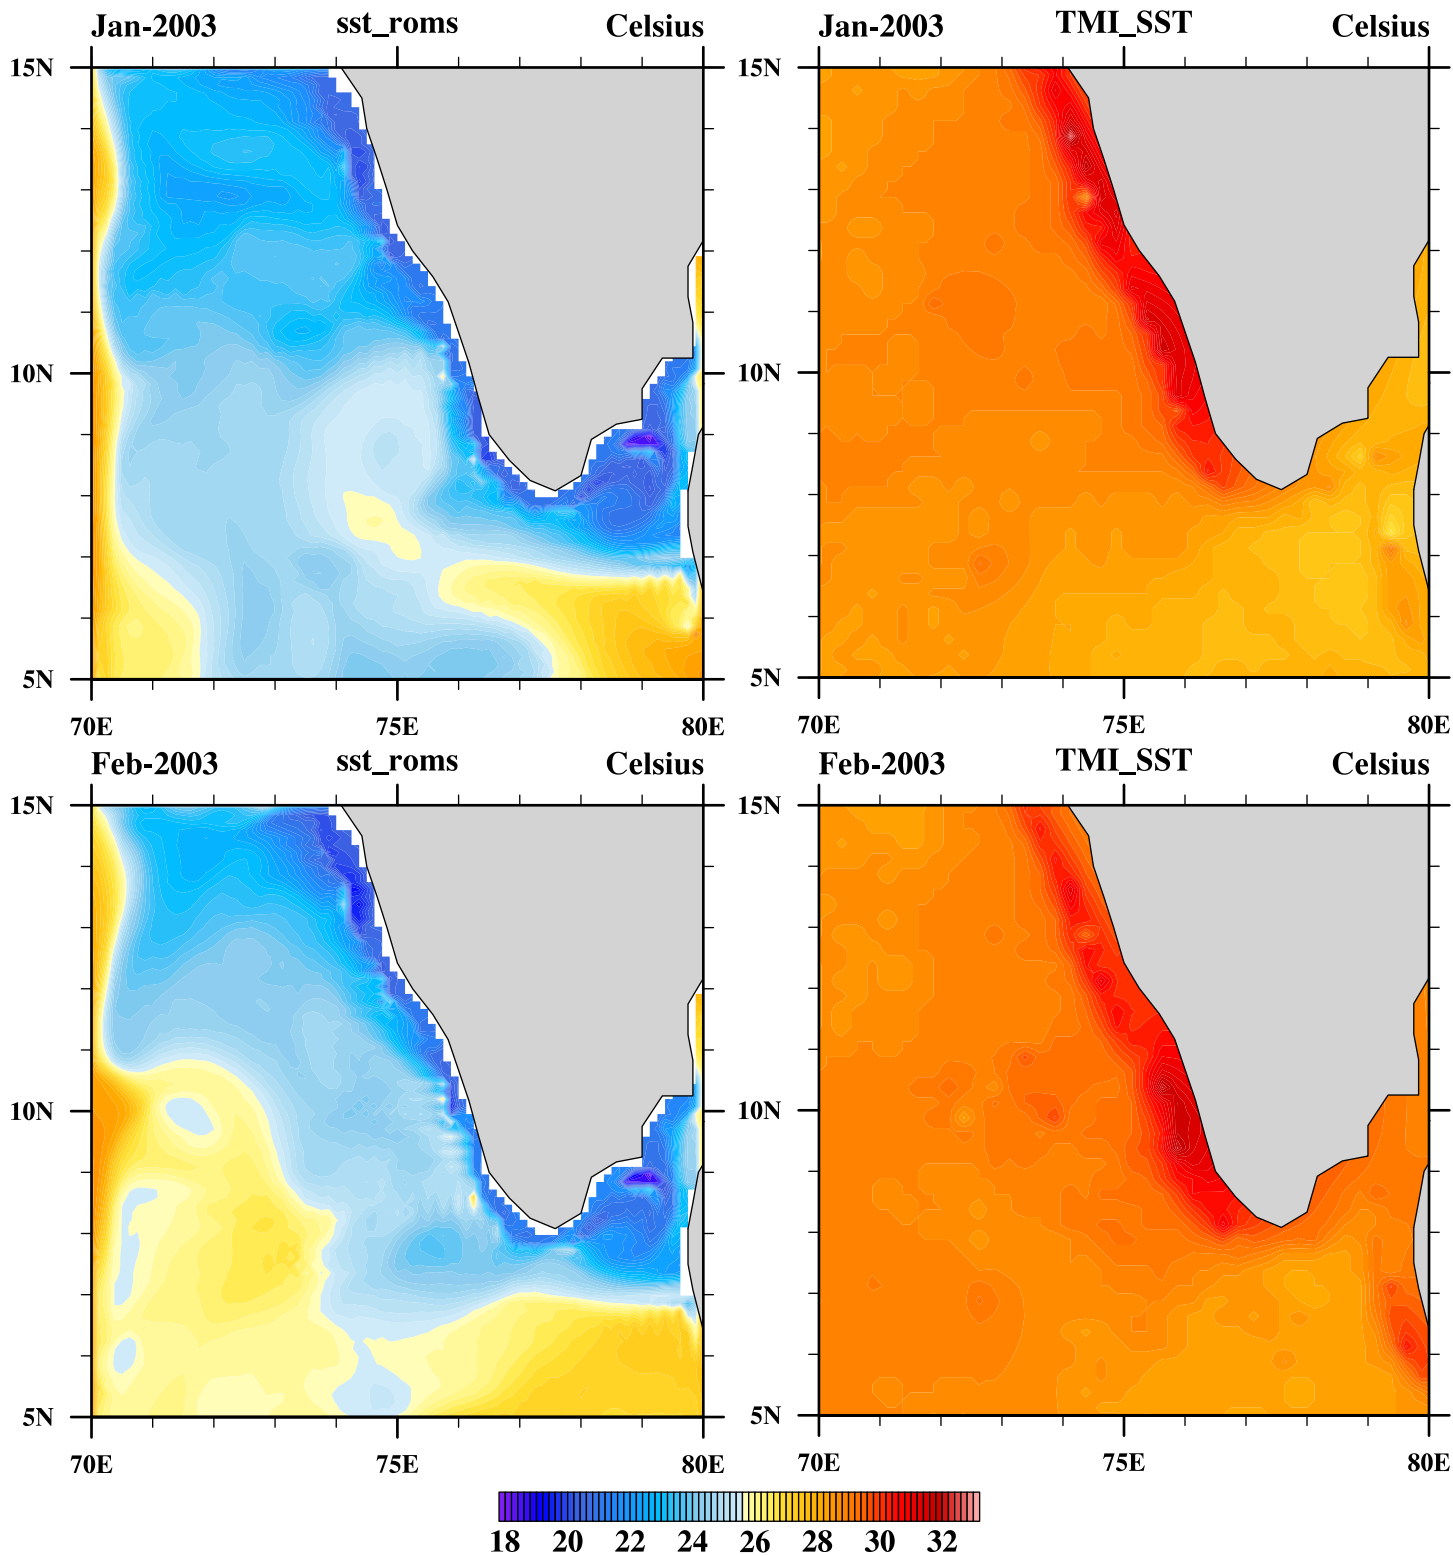 Jan-2003 sst_roms Celsius
Jan-2003 TMI_SST Celsius
15N
10N
5N
70E 75E 80E
15N
10N
5N
70E 75E 80E
Feb-2003 sst_roms Celsius
Feb-2003 TMI_SST Celsius
15N
10N
5N
70E 75E 80E
15N
10N
5N
70E 75E 80E
18 20 22 24 26 28 30 32